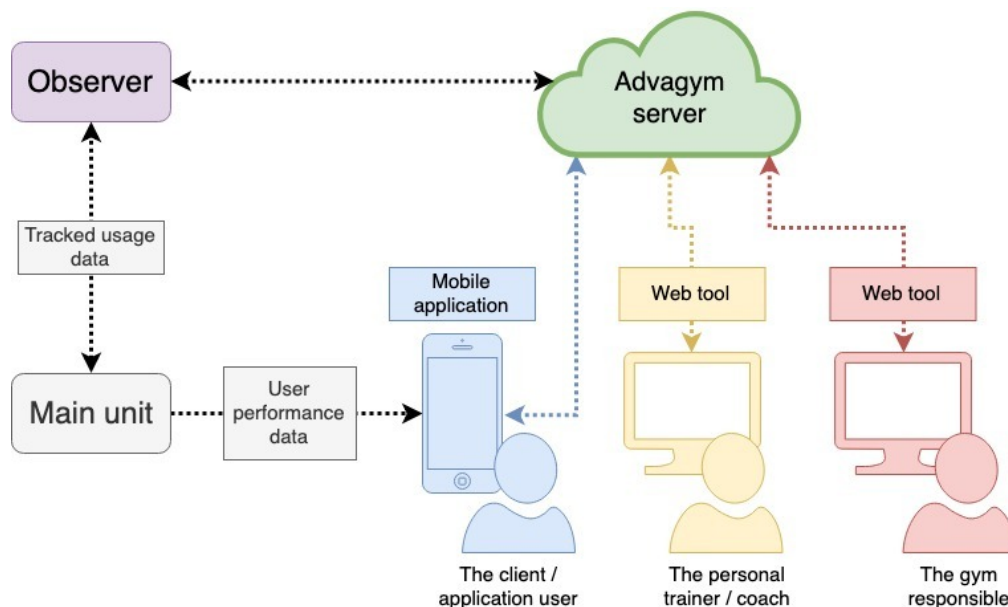 Observer
Advagym
server
Tracked usage
data
Mobile
application
Web tool
Web tool
Main unit
User
performance
data
The client /
application user
The personal
trainer / coach
The gym
responsible